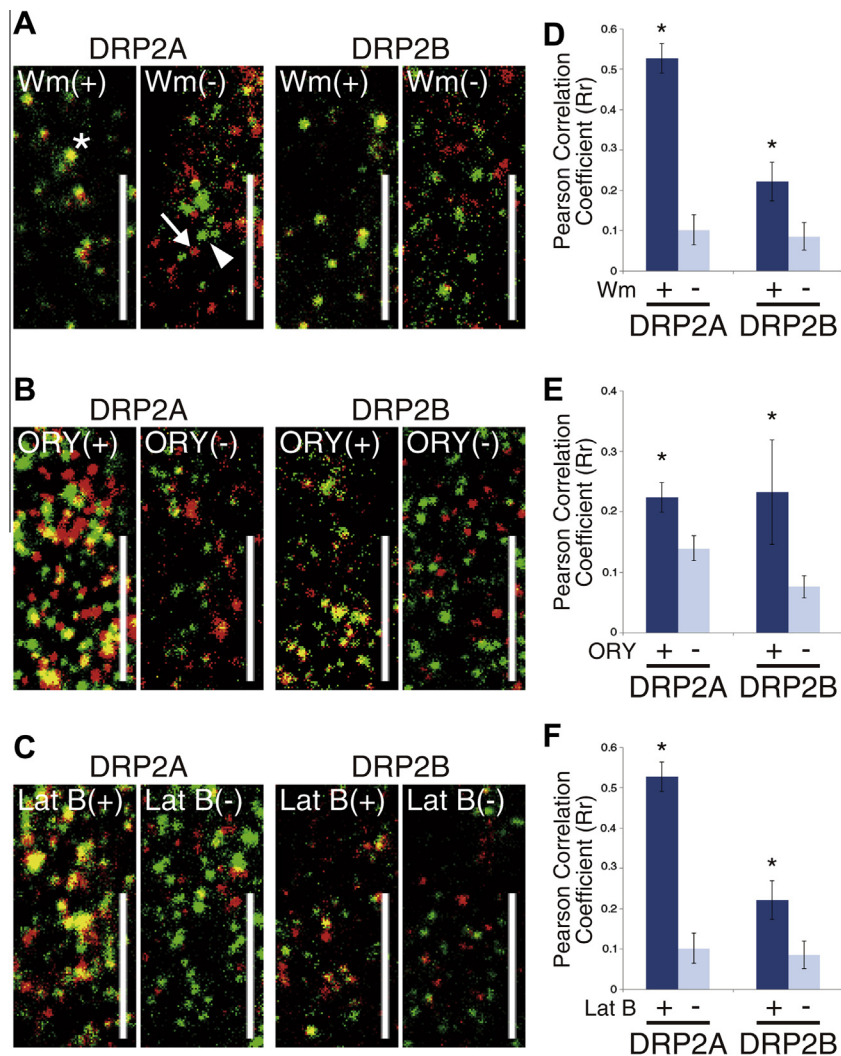 A
DRP2A DRP2B
Wm(+) Wm(-) Wm(+) Wm(-)
*
D
Pearson Correlation
Coefficient (Rr)
0.6
0.5
0.4
0.3
0.2
0.1
0
* *
Wm + - + -
DRP2A DRP2B
B
DRP2A DRP2B
ORY(+) ORY(-) ORY(+) ORY(-)
E
Pearson Correlation
Coefficient (Rr)
0.4
0.3
0.2
0.1
0
* *
ORY + - + -
DRP2A DRP2B
C
DRP2A DRP2B
Lat B(+) Lat B(-) Lat B(+) Lat B(-)
F
Pearson Correlation
Coefficient (Rr)
0.6
0.5
0.4
0.3
0.2
0.1
0
* *
Lat B + - + -
DRP2A DRP2B